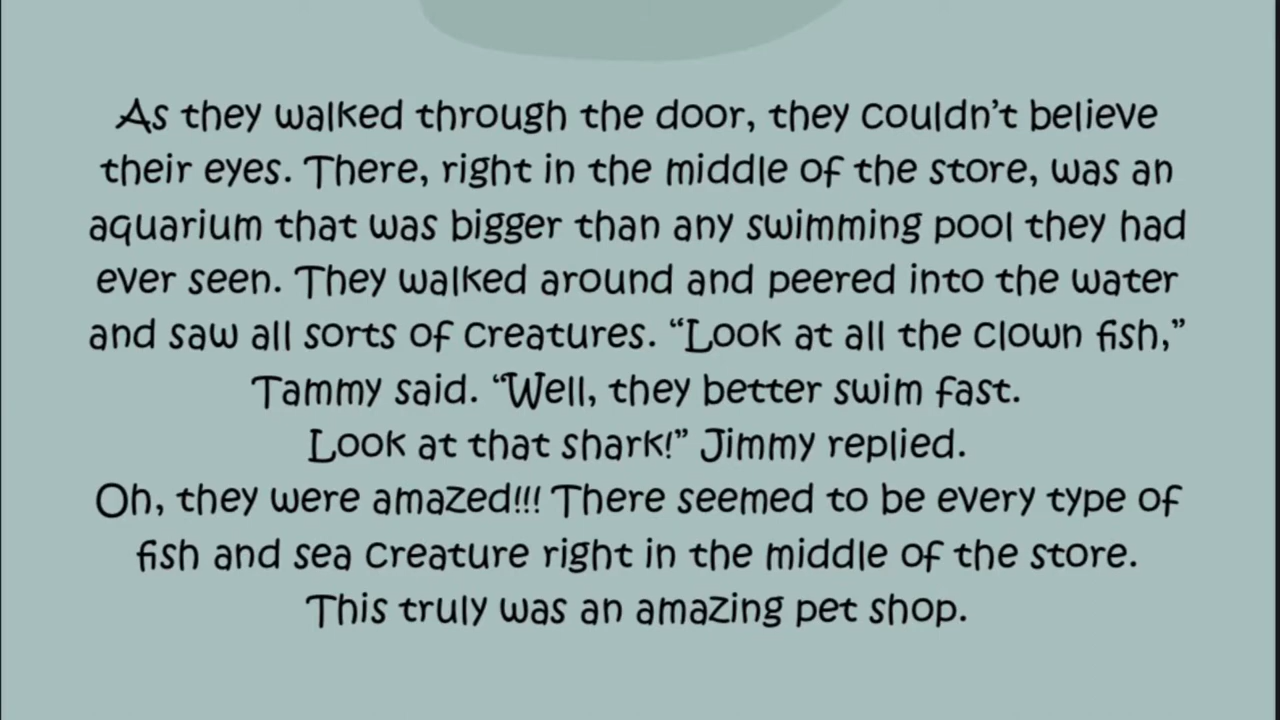 As they walked through the door, they couldn’t believe
their eyes. There, right in the middle of the store, was an
aquarium that was bigger than any swimming pool they had
ever seen. They walked around and peered into the water
and saw all sorts of creatures. “Look at all the clown fish,”
Tammy said. “Well, they better swim fast.
Look at that shark!” Jimmy replied.
Oh, they were amazed!!! There seemed to be every type of
fish and sea creature right in the middle of the store.
This truly was an amazing pet shop.